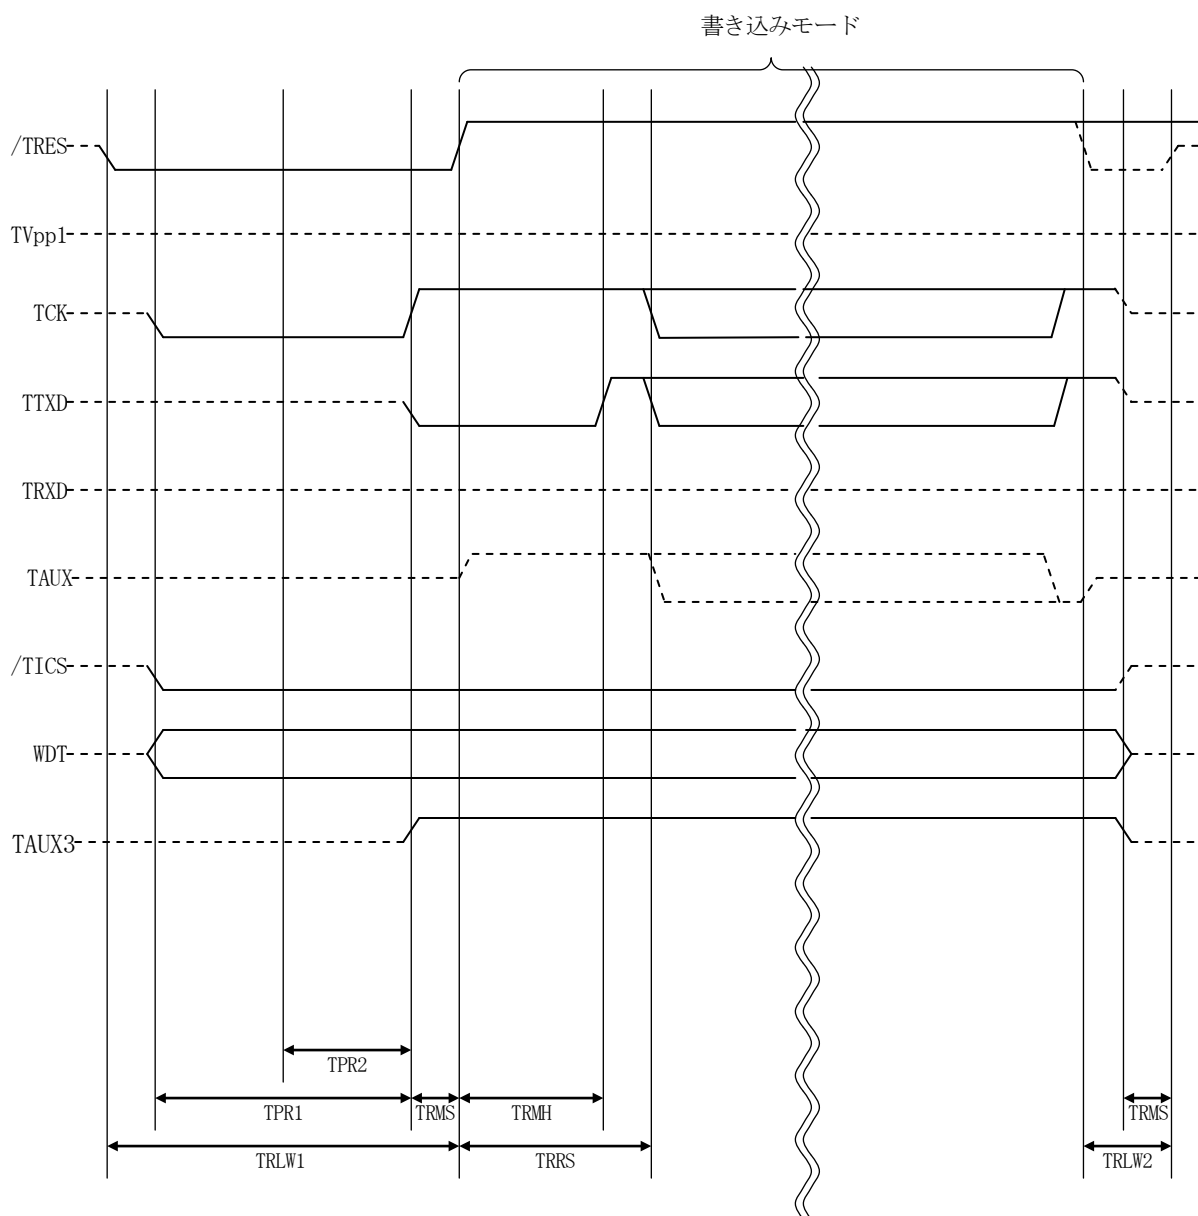 書き込みモード
/TRES
TVpp1
TCK
TTXD
TRXD
TAUX
/TICS
WDT
TAUX3
TPR2
TPR1
TRMS
TRMH
TRMS
TRLW1
TRRS
TRLW2